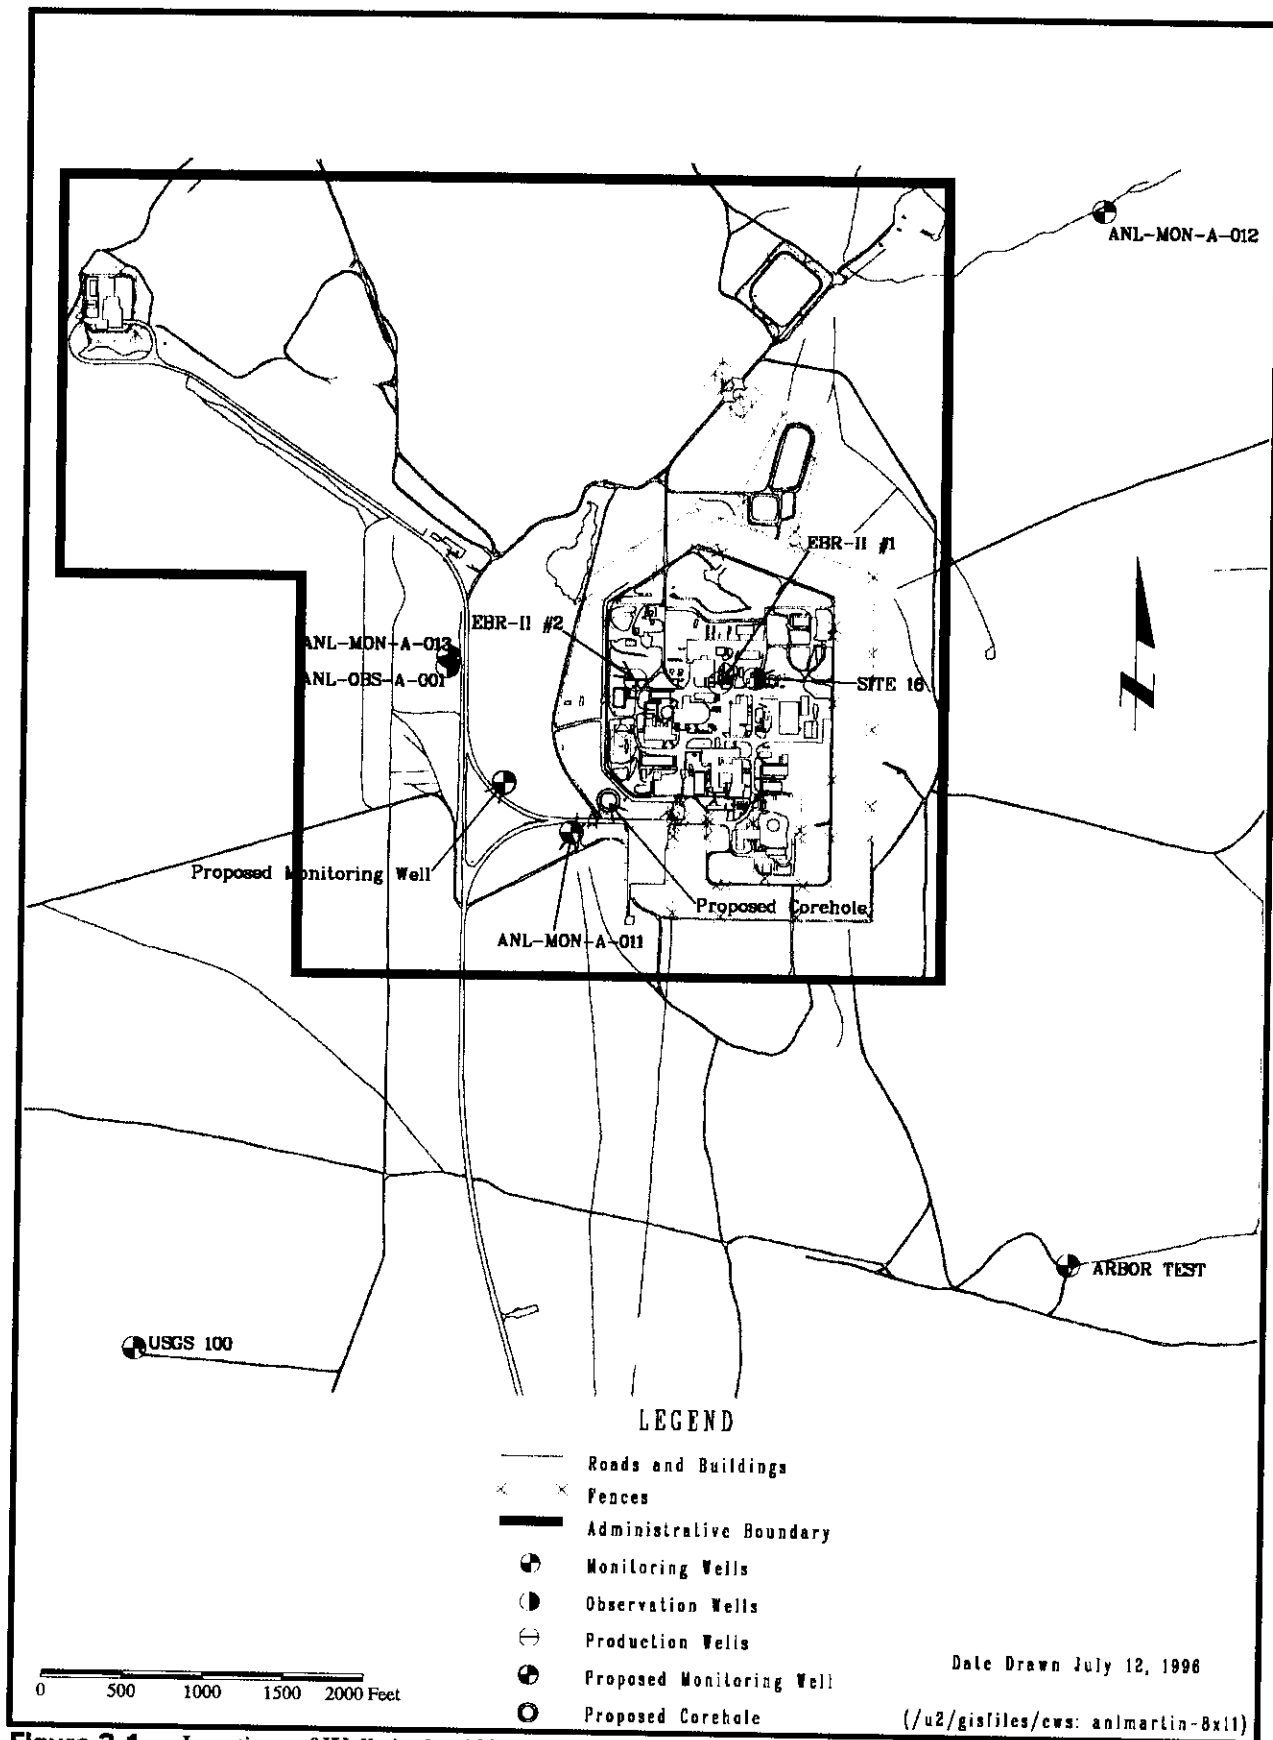 ANL-MON-A-012
EBR-II #1
EBR-II #2
ANL-MON-A-013
ANL-OBS-A-001
SITE 16
Proposed Monitoring Well
Proposed Corehole
ANL-MON-A-011
ARBOR TEST
USGS 100
LEGEND
Roads and Buildings
Fences
Administrative Boundary
Monitoring Wells
Observation Wells
Production Wells
Proposed Monitoring Well
Proposed Corehole
0 500 1000 1500 2000 Feet
Date Drawn July 12, 1996
(/u2/gisfiles/cws: anlmartin-8x11)